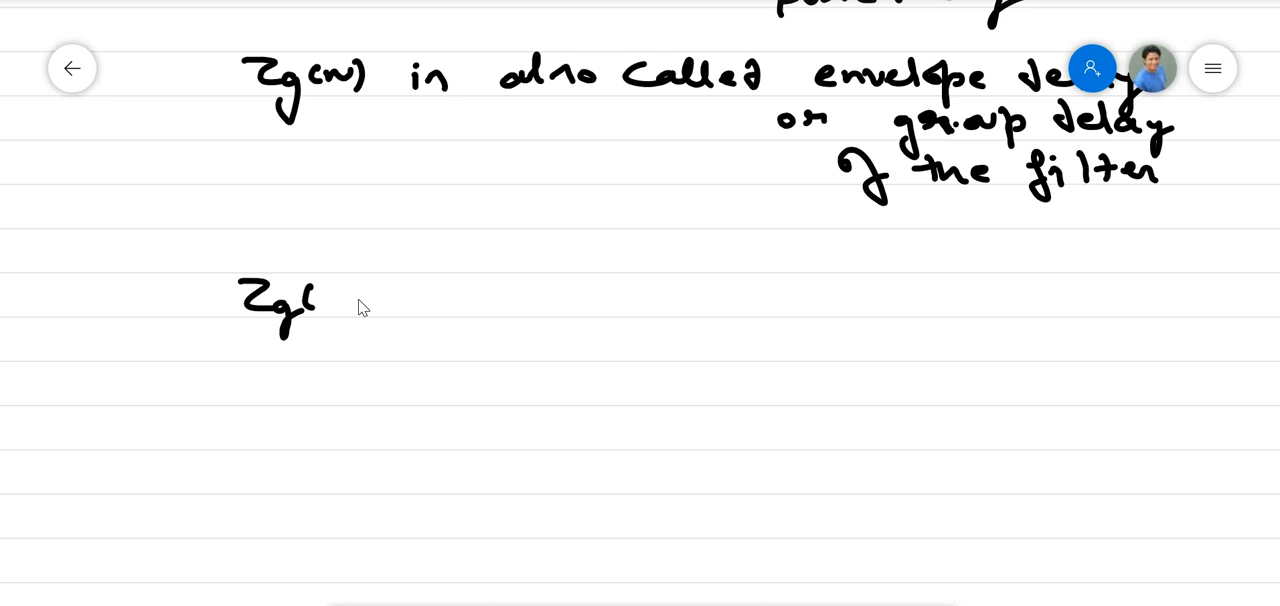 τg(w) is also called envelope delay
or group delay
of the filter
τg(